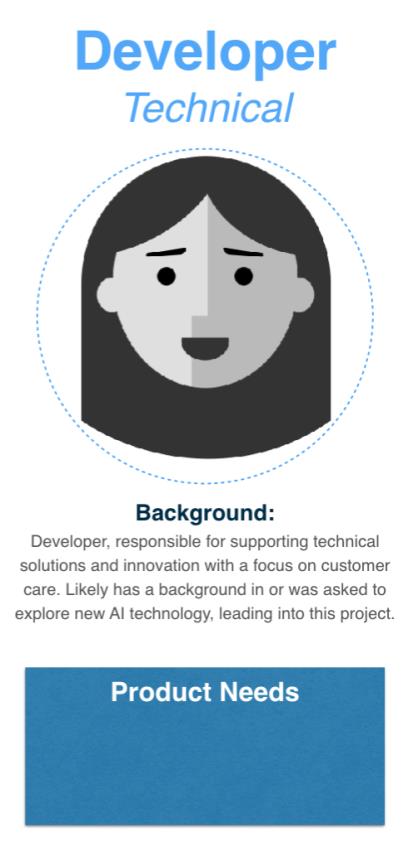 Developer
Technical
Background:
Developer, responsible for supporting technical
solutions and innovation with a focus on customer
care. Likely has a background in or was asked to
explore new AI technology, leading into this project.
Product Needs